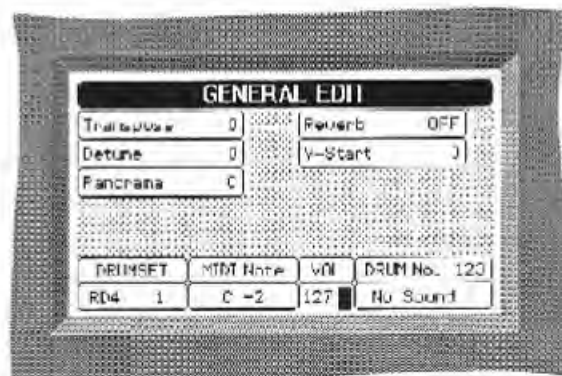 GENERAL EDIT
Transpose 0 Reverb OFF
Detune 0 V-Start 0
Panorama C
DRUMSET MIDI Note VOL DRUM No. 120
RD4 1 C -2 127 No Sound